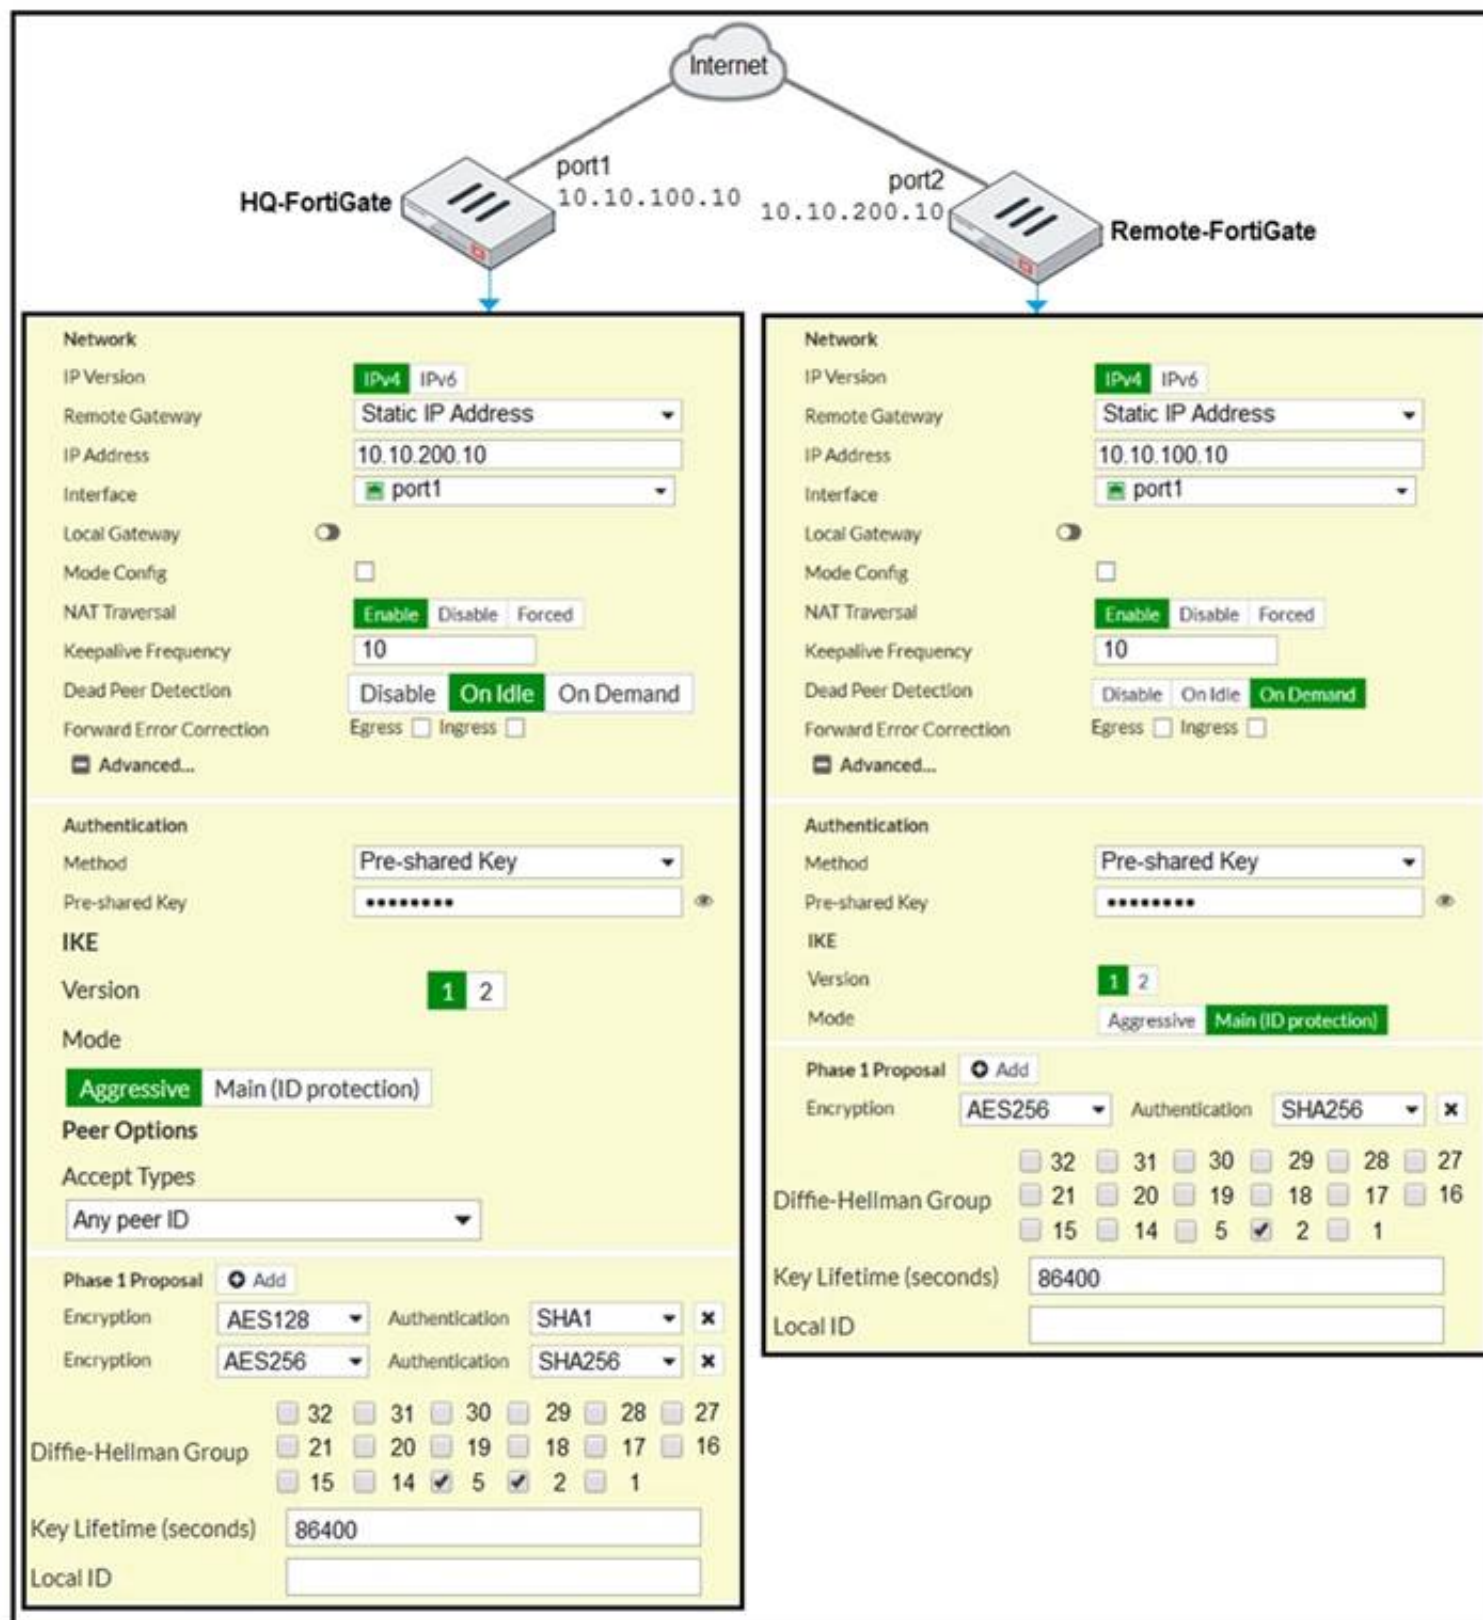 Internet
port1
10.10.100.10
HQ-FortiGate
port2
10.10.200.10
Remote-FortiGate
Network
IP Version IPv4 IPv6
Remote Gateway Static IP Address
IP Address 10.10.200.10
Interface port1
Local Gateway
Mode Config
NAT Traversal Enable Disable Forced
Keepalive Frequency 10
Dead Peer Detection Disable On Idle On Demand
Forward Error Correction Egress Ingress
Advanced...
Authentication
Method Pre-shared Key
Pre-shared Key ••••••••
IKE
Version 1 2
Mode
Aggressive Main (ID protection)
Peer Options
Accept Types
Any peer ID
Phase 1 Proposal Add
Encryption AES128 Authentication SHA1
Encryption AES256 Authentication SHA256
32 31 30 29 28 27
Diffie-Hellman Group 21 20 19 18 17 16
15 14 5 2 1
Key Lifetime (seconds) 86400
Local ID
Network
IP Version IPv4 IPv6
Remote Gateway Static IP Address
IP Address 10.10.100.10
Interface port1
Local Gateway
Mode Config
NAT Traversal Enable Disable Forced
Keepalive Frequency 10
Dead Peer Detection Disable On Idle On Demand
Forward Error Correction Egress Ingress
Advanced...
Authentication
Method Pre-shared Key
Pre-shared Key ••••••••
IKE
Version 1 2
Mode Aggressive Main (ID protection)
Phase 1 Proposal Add
Encryption AES256 Authentication SHA256
32 31 30 29 28 27
Diffie-Hellman Group 21 20 19 18 17 16
15 14 5 2 1
Key Lifetime (seconds) 86400
Local ID